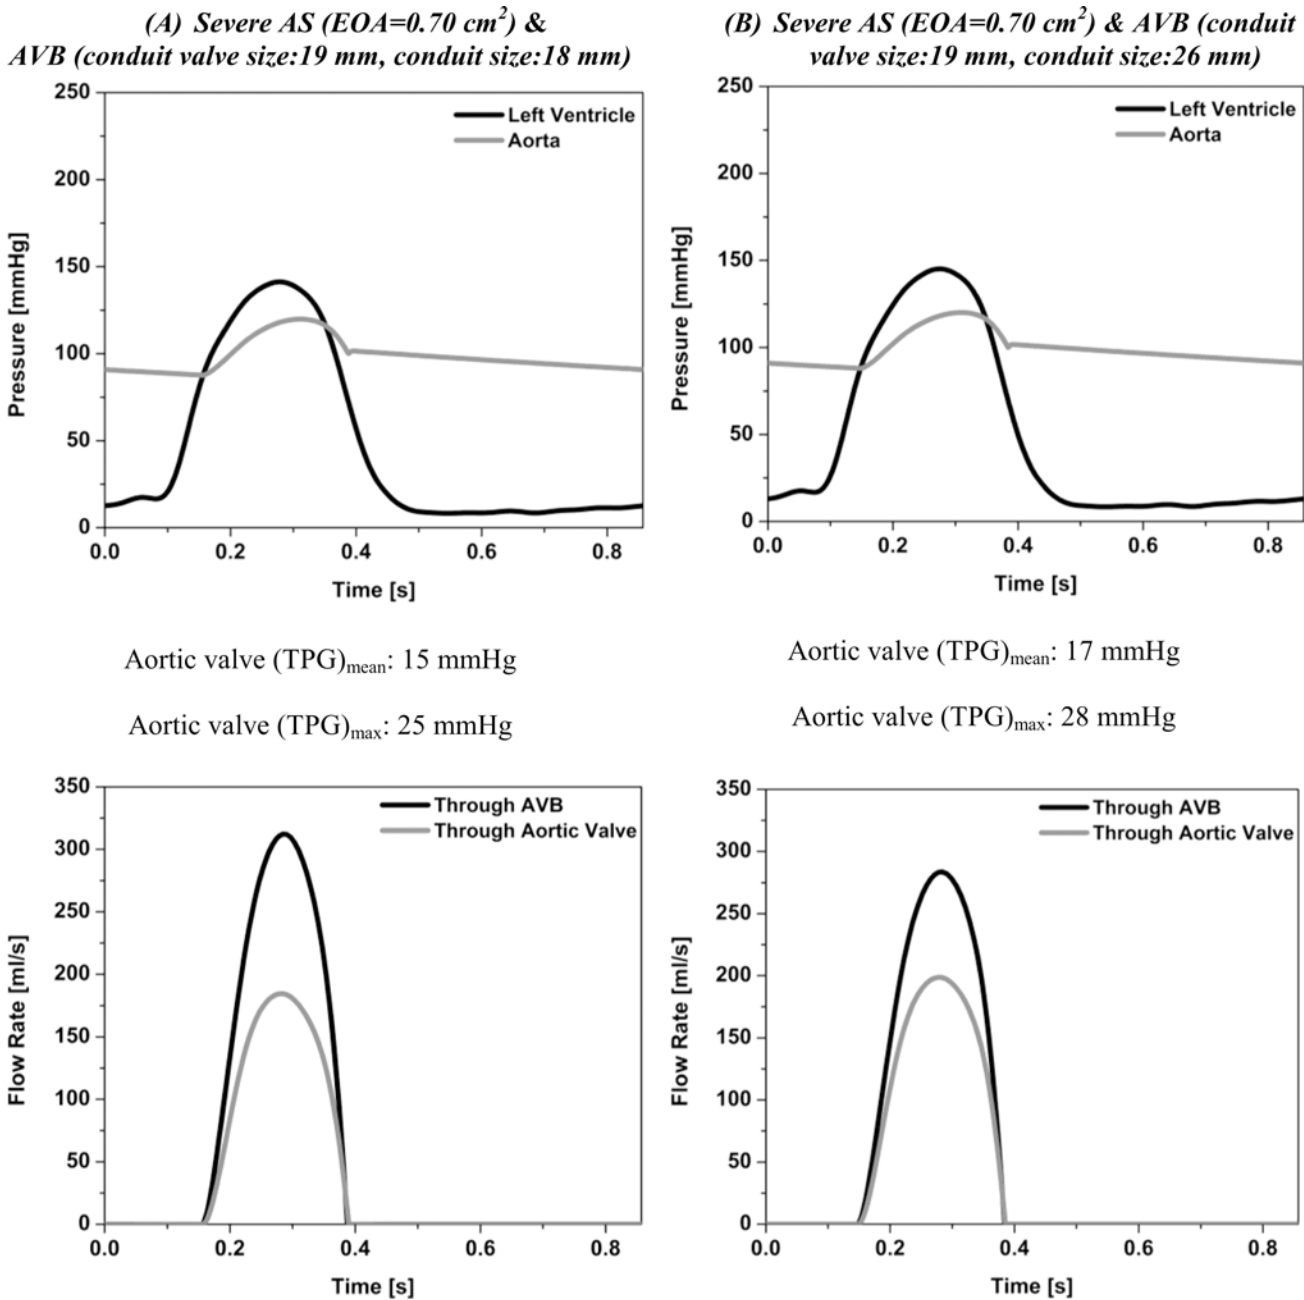 (A) Severe AS (EOA=0.70 cm²) &
AVB (conduit valve size:19 mm, conduit size:18 mm)
250
200
150
100
50
0
Pressure [mmHg]
Left Ventricle
Aorta
0.0 0.2 0.4 0.6 0.8
Time [s]
Aortic valve (TPG)mean: 15 mmHg
Aortic valve (TPG)max: 25 mmHg
350
300
250
200
150
100
50
0
Flow Rate [ml/s]
Through AVB
Through Aortic Valve
0.0 0.2 0.4 0.6 0.8
Time [s]
(B) Severe AS (EOA=0.70 cm²) & AVB (conduit
valve size:19 mm, conduit size:26 mm)
250
200
150
100
50
0
Pressure [mmHg]
Left Ventricle
Aorta
0.0 0.2 0.4 0.6 0.8
Time [s]
Aortic valve (TPG)mean: 17 mmHg
Aortic valve (TPG)max: 28 mmHg
350
300
250
200
150
100
50
0
Flow Rate [ml/s]
Through AVB
Through Aortic Valve
0.0 0.2 0.4 0.6 0.8
Time [s]